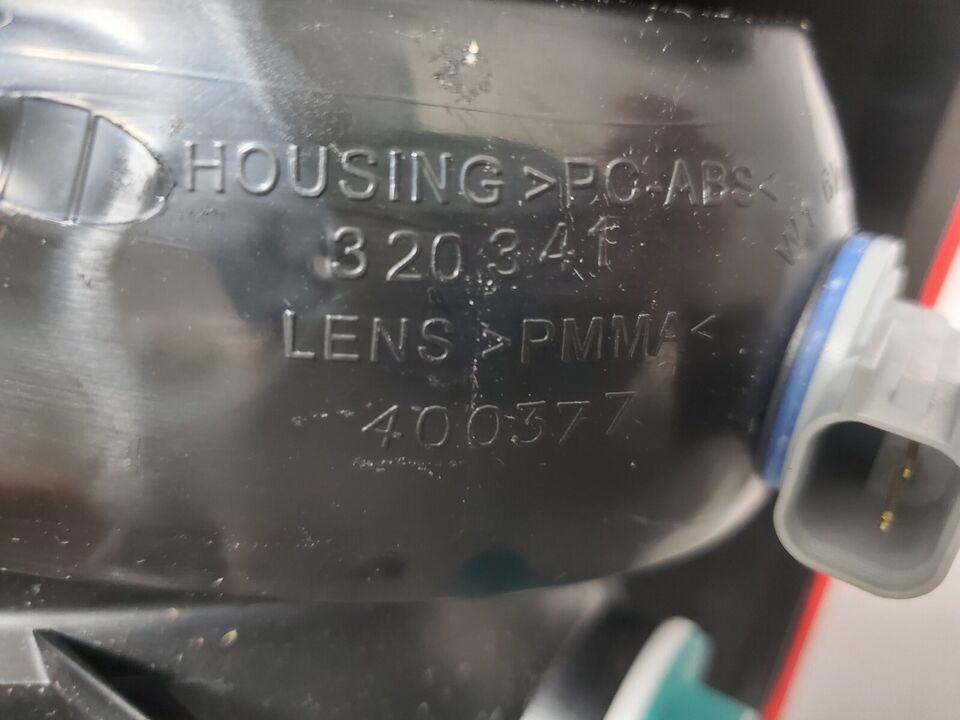 HOUSING >PC+ABS<
320341
LENS >PMMA<
400377